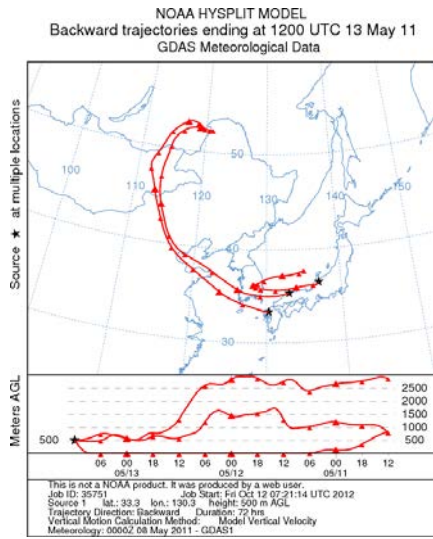 NOAA HYSPLIT MODEL
Backward trajectories ending at 1200 UTC 13 May 11
GDAS Meteorological Data
Source ★ at multiple locations
100
110
120
130
140
150
50
40
30
Meters AGL
500
2500
2000
1500
1000
500
06 00 18 12 06 00 18 12 06 00 18 12
05/13 05/12 05/11
This is not a NOAA product. It was produced by a web user.
Job ID: 35751 Job Start: Fri Oct 12 07:21:14 UTC 2012
Source 1 lat.: 33.3 lon.: 130.3 height: 500 m AGL
Trajectory Direction: Backward Duration: 72 hrs
Vertical Motion Calculation Method: Model Vertical Velocity
Meteorology: 0000Z 08 May 2011 - GDAS1